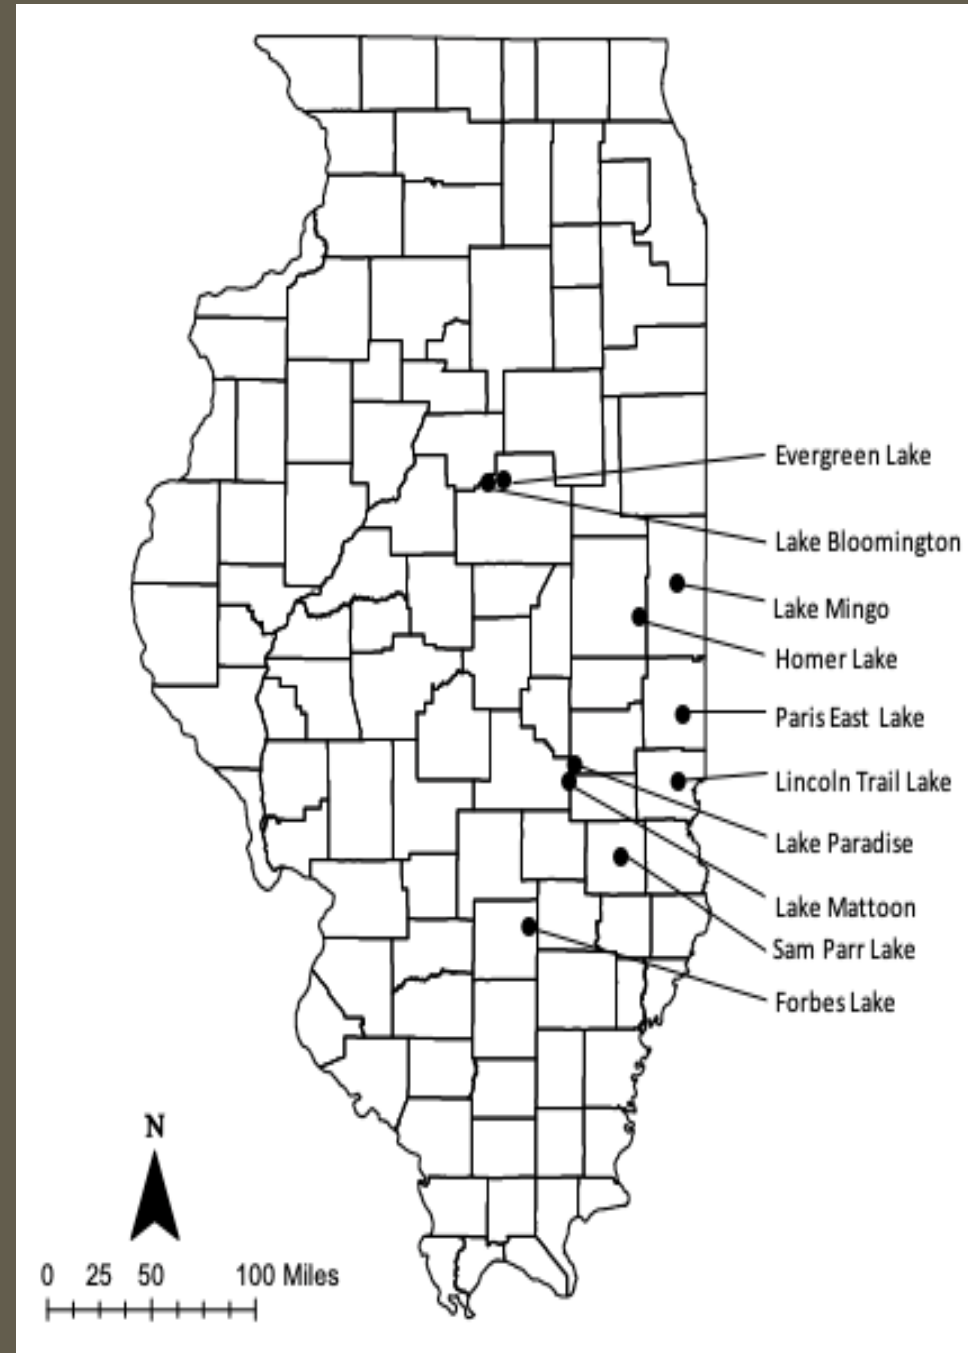 Evergreen Lake
Lake Bloomington
Lake Mingo
Homer Lake
Paris East Lake
Lincoln Trail Lake
Lake Paradise
Lake Mattoon
Sam Parr Lake
Forbes Lake
N
0 25 50 100 Miles